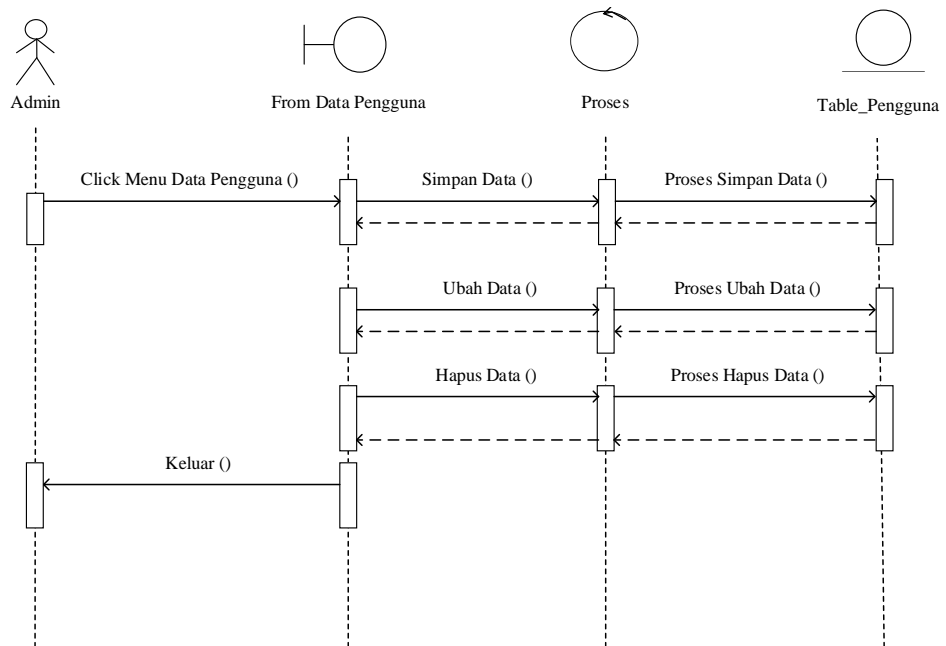 Admin
From Data Pengguna
Proses
Table_Pengguna
Click Menu Data Pengguna ()
Simpan Data ()
Proses Simpan Data ()
Ubah Data ()
Proses Ubah Data ()
Hapus Data ()
Proses Hapus Data ()
Keluar ()